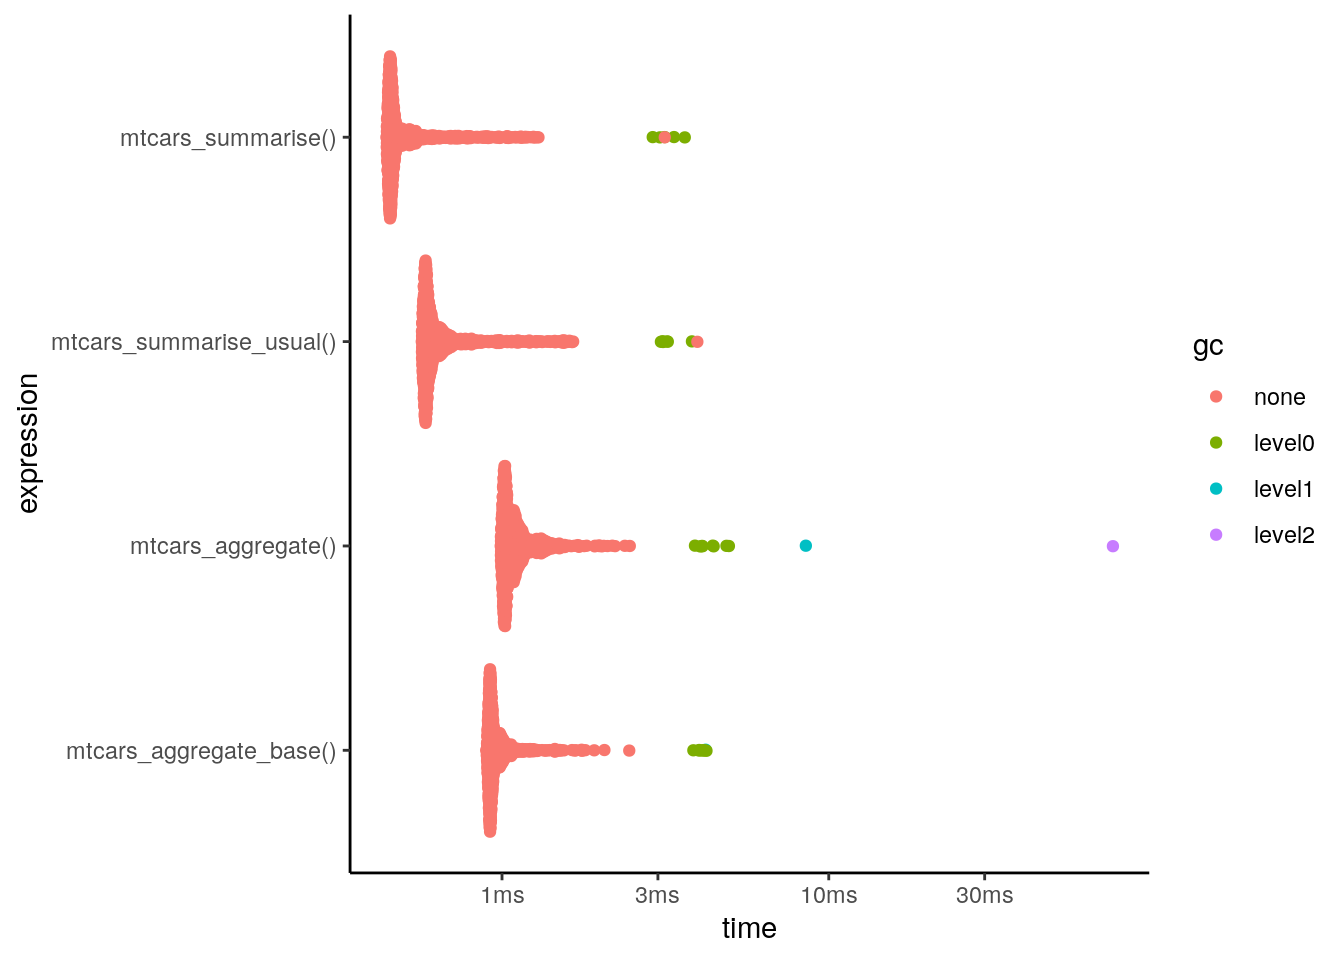 mtcars_summarise()
mtcars_summarise_usual()
mtcars_aggregate()
mtcars_aggregate_base()
expression
1ms 3ms 10ms 30ms
time
gc
none
level0
level1
level2